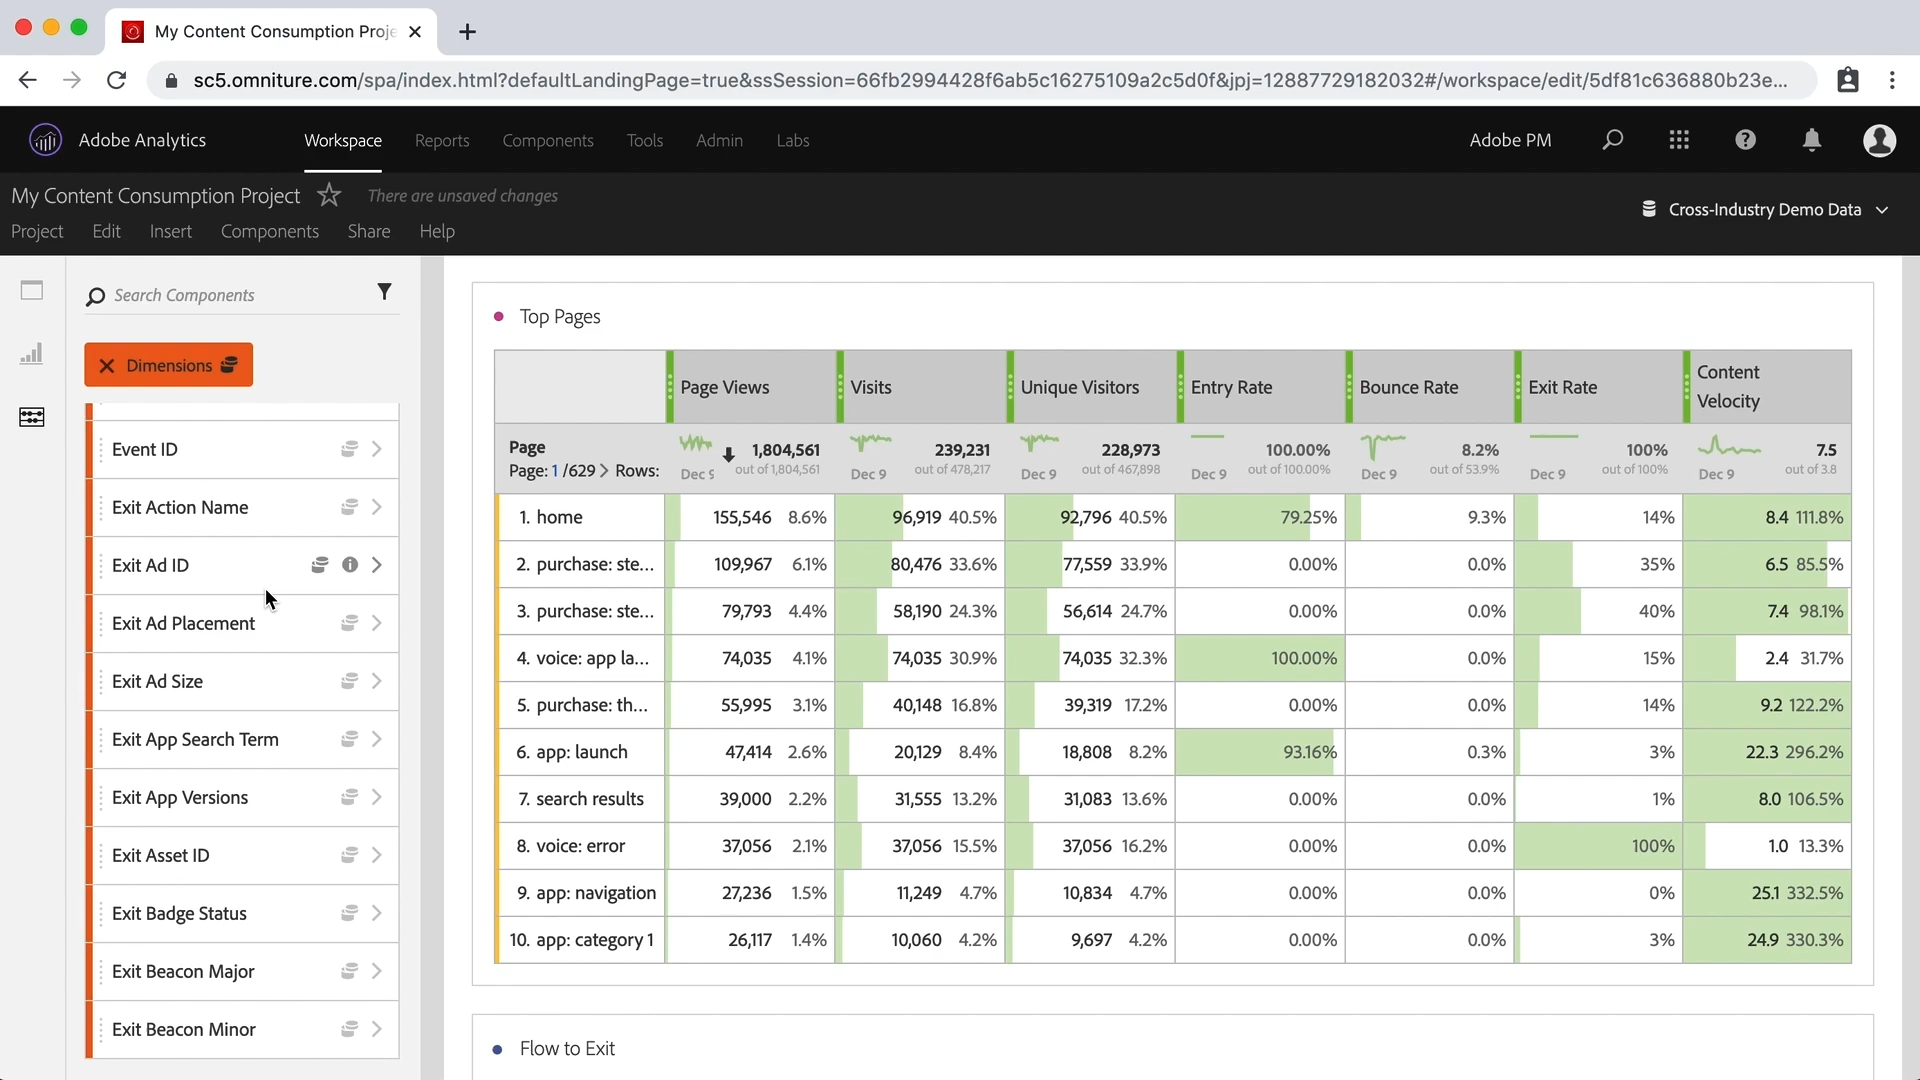 My Content Consumption Proje
sc5.omniture.com/spa/index.html?defaultLandingPage=true&ssSession=66fb2994428f6ab5c16275109a2c5d0f&jpj=12887729182032#/workspace/edit/5df81c636880b23e...
Adobe Analytics Workspace Reports Components Tools Admin Labs Adobe PM
My Content Consumption Project There are unsaved changes
Cross-Industry Demo Data
Project Edit Insert Components Share Help
Search Components
Dimensions
Event ID
Exit Action Name
Exit Ad ID
Exit Ad Placement
Exit Ad Size
Exit App Search Term
Exit App Versions
Exit Asset ID
Exit Badge Status
Exit Beacon Major
Exit Beacon Minor
Top Pages
Page Views Visits Unique Visitors Entry Rate Bounce Rate Exit Rate Content Velocity
Page 1,804,561 239,231 228,973 100.00% 8.2% 100% 7.5
Page: 1 /629 > Rows: out of 1,804,561 out of 478,217 out of 467,898 out of 100.00% out of 53.9% out of 100% out of 3.8
Dec 9 Dec 9 Dec 9 Dec 9 Dec 9 Dec 9 Dec 9
1. home 155,546 8.6% 96,919 40.5% 92,796 40.5% 79.25% 9.3% 14% 8.4 111.8%
2. purchase: ste... 109,967 6.1% 80,476 33.6% 77,559 33.9% 0.00% 0.0% 35% 6.5 85.5%
3. purchase: ste... 79,793 4.4% 58,190 24.3% 56,614 24.7% 0.00% 0.0% 40% 7.4 98.1%
4. voice: app la... 74,035 4.1% 74,035 30.9% 74,035 32.3% 100.00% 0.0% 15% 2.4 31.7%
5. purchase: th... 55,995 3.1% 40,148 16.8% 39,319 17.2% 0.00% 0.0% 14% 9.2 122.2%
6. app: launch 47,414 2.6% 20,129 8.4% 18,808 8.2% 93.16% 0.3% 3% 22.3 296.2%
7. search results 39,000 2.2% 31,555 13.2% 31,083 13.6% 0.00% 0.0% 1% 8.0 106.5%
8. voice: error 37,056 2.1% 37,056 15.5% 37,056 16.2% 0.00% 0.0% 100% 1.0 13.3%
9. app: navigation 27,236 1.5% 11,249 4.7% 10,834 4.7% 0.00% 0.0% 0% 25.1 332.5%
10. app: category 1 26,117 1.4% 10,060 4.2% 9,697 4.2% 0.00% 0.0% 3% 24.9 330.3%
Flow to Exit